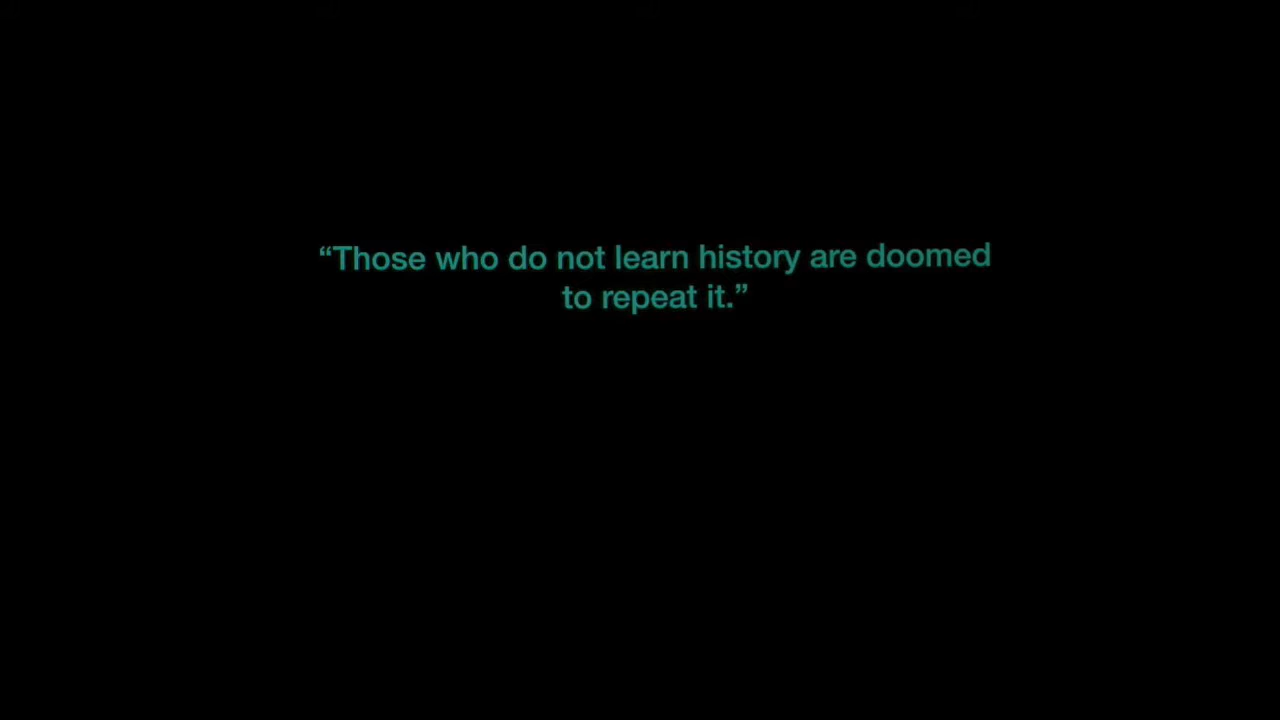 “Those who do not learn history are doomed
to repeat it.”